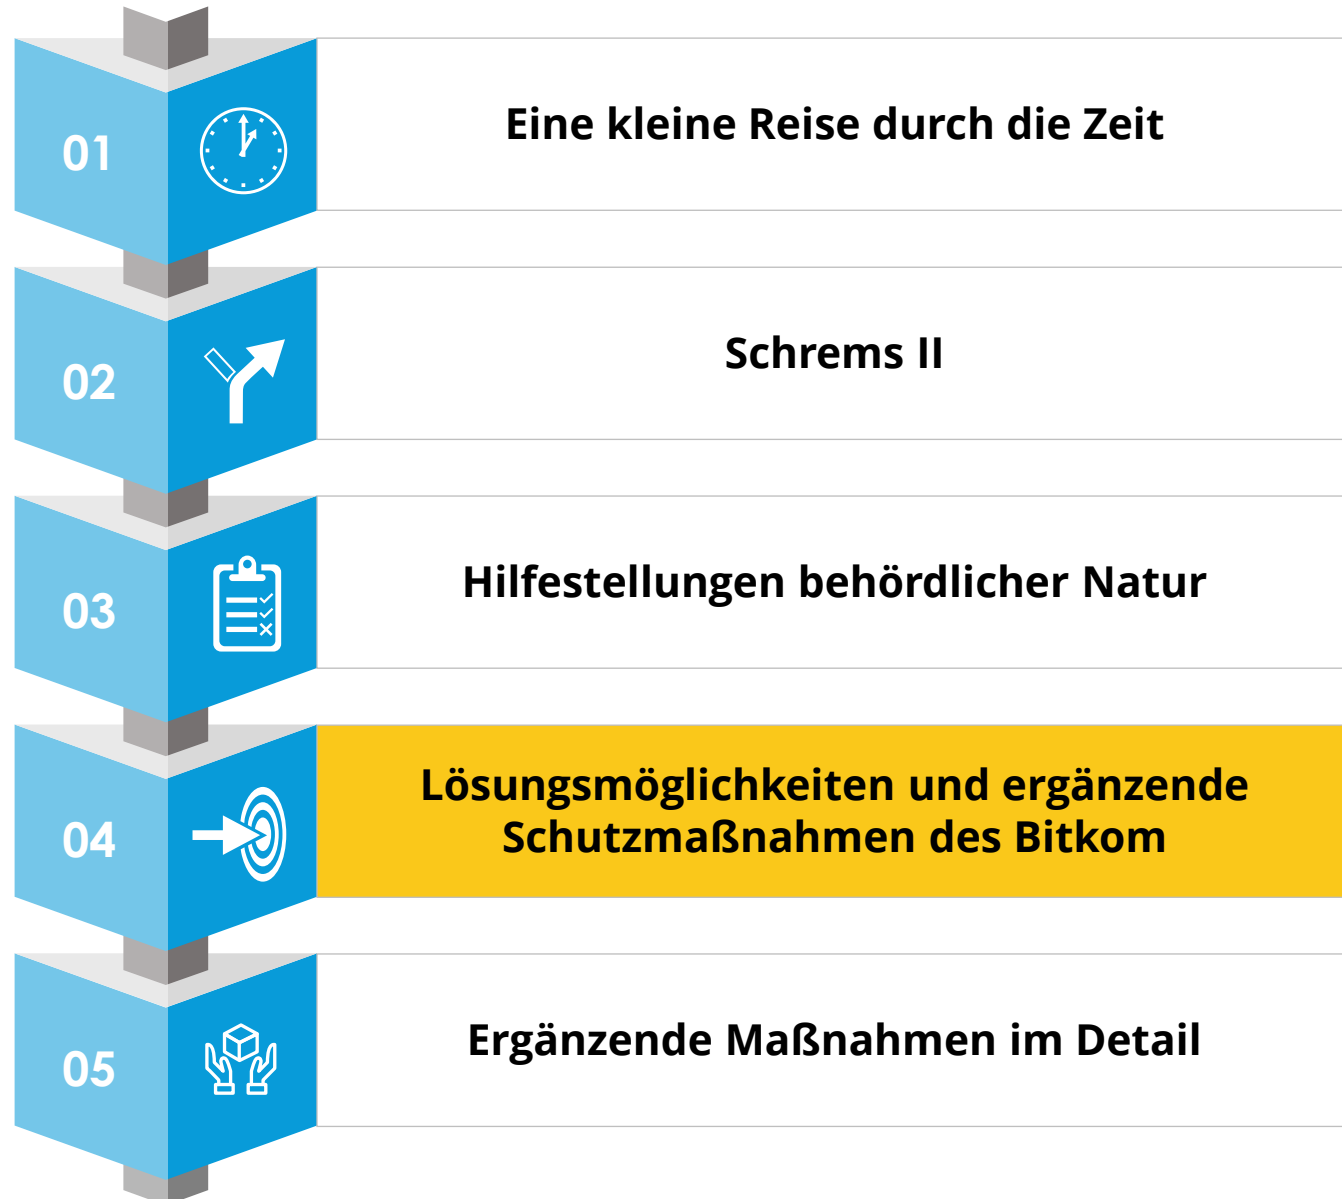 01
Eine kleine Reise durch die Zeit
02
Schrems II
03
Hilfestellungen behördlicher Natur
04
Lösungsmöglichkeiten und ergänzende
Schutzmaßnahmen des Bitkom
05
Ergänzende Maßnahmen im Detail